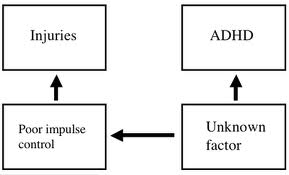 Injuries
ADHD
Poor impulse
control
Unknown
factor